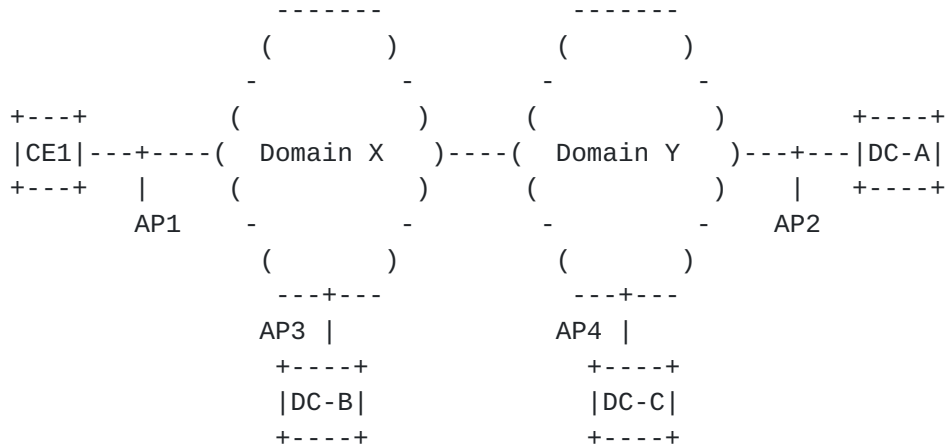 -------                -------
                (       )              (       )
               -         -            -         -
+---+         (           )          (           )        +----+
|CE1|---+----(  Domain X   )----(  Domain Y   )---+---|DC-A|
+---+   |     (           )          (           )    |   +----+
       AP1     -         -            -         -    AP2
                (       )              (       )
                 ---+---                ---+---
                AP3 |                  AP4 |
                 +----+                 +----+
                 |DC-B|                 |DC-C|
                 +----+                 +----+